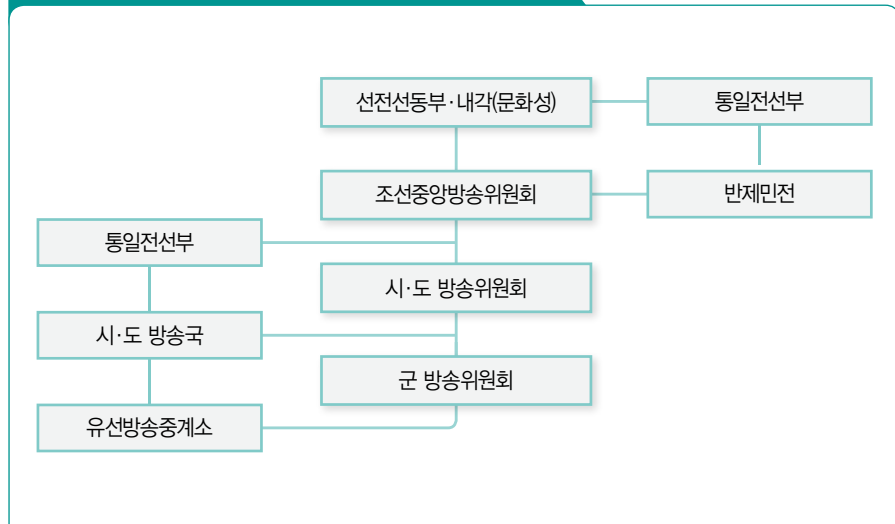 선전선동부·내각(문화성)
통일전선부
조선중앙방송위원회
반제민전
통일전선부
시·도 방송위원회
시·도 방송국
군 방송위원회
유선방송중계소